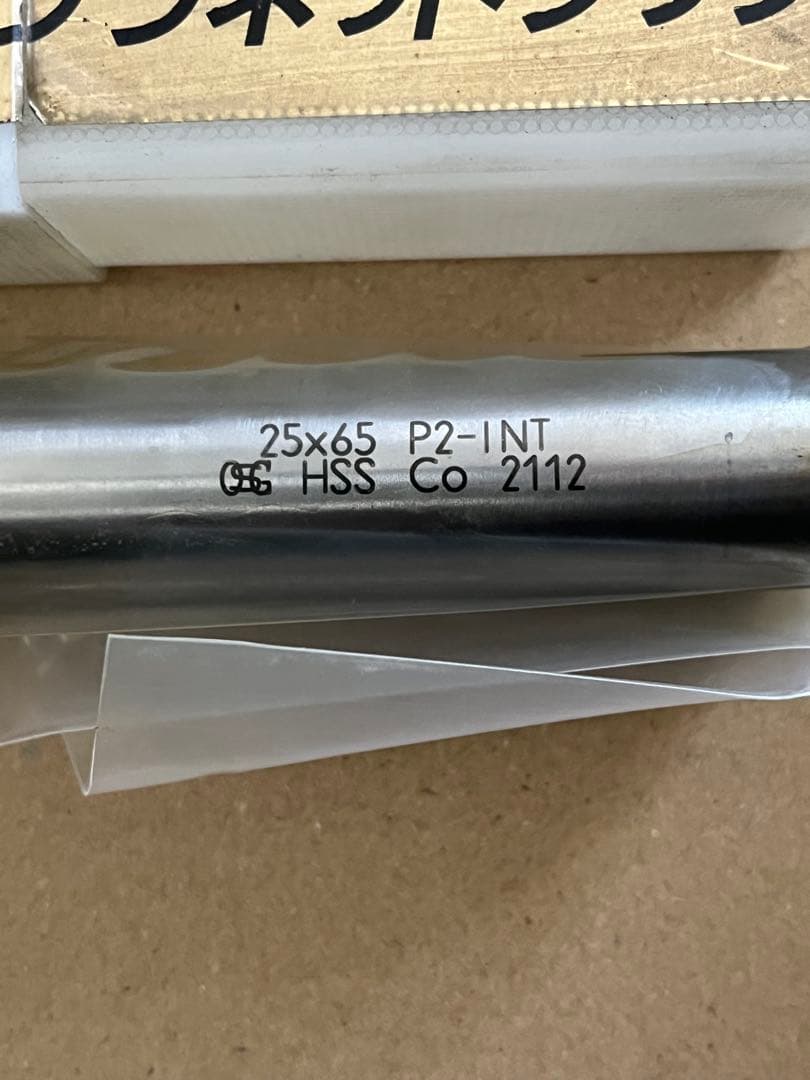 25x65 P2-INT
OSG HSS Co 2112